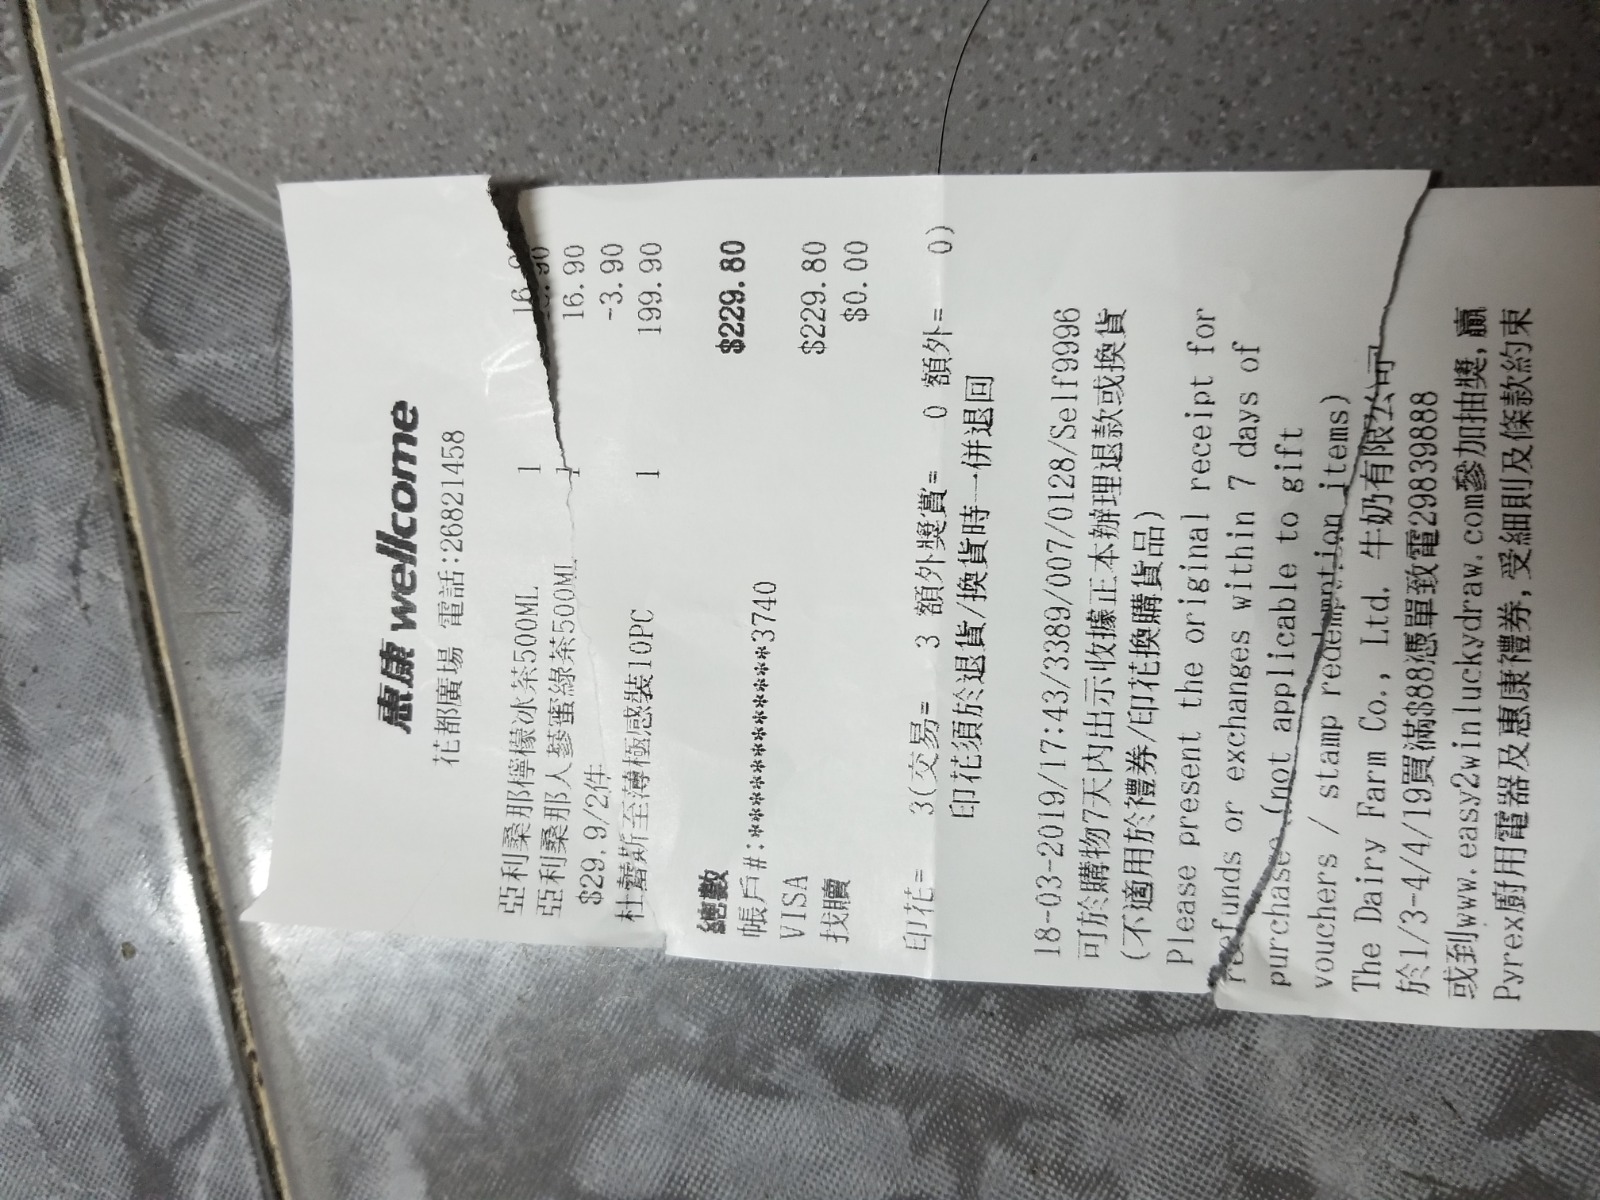 惠康 wellcome
花都廣場 電話:26821458
亞利桑那檸檬冰茶500ML 1 16.90
亞利桑那人蔘蜜綠茶500ML 1 16.90
$29.9/2件 -3.90
杜蕾斯至薄極感裝10PC 1 199.90
總數 $229.80
帳戶#:************3740
VISA $229.80
找贖 $0.00
印花= 3(交易= 3 額外獎賞= 0 額外= 0)
印花須於退貨/換貨時一併退回
18-03-2019/17:43/3389/007/0128/Self9996
可於購物7天內出示收據正本辦理退款或換貨
(不適用於禮券/印花換購貨品)
Please present the original receipt for
refunds or exchanges within 7 days of
purchase (not applicable to gift
vouchers / stamp redemption items)
The Dairy Farm Co., Ltd. 牛奶有限公司
於1/3-4/4/19買滿$88憑單致電29839888
或到www.easy2winluckydraw.com參加抽獎,贏
Pyrex廚用電器及惠康禮券,受細則及條款約束